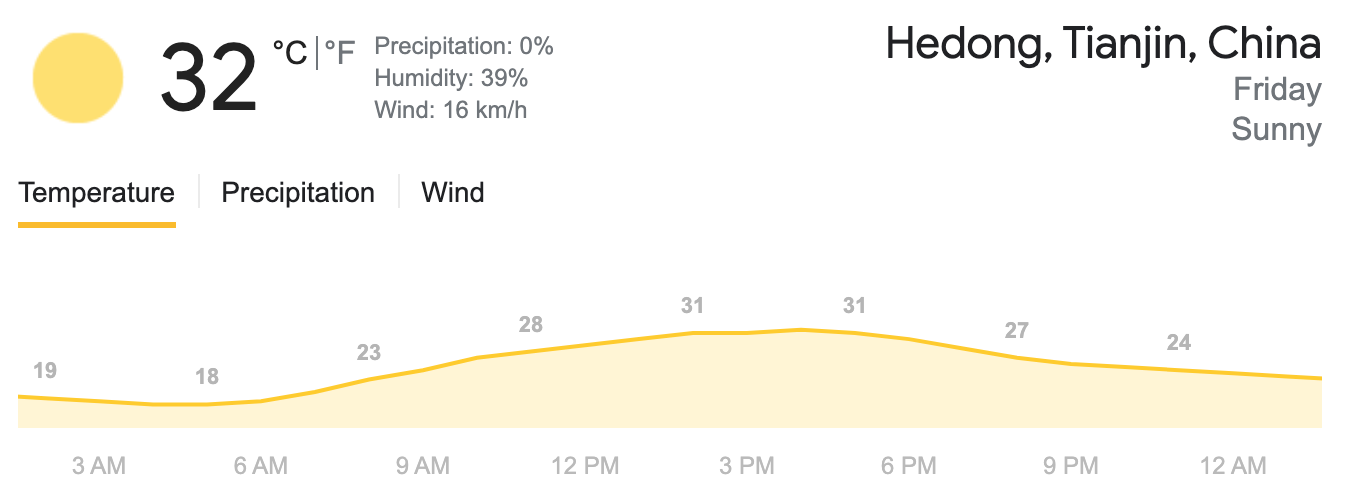 32 °C|°F
Precipitation: 0%
Humidity: 39%
Wind: 16 km/h
Hedong, Tianjin, China
Friday
Sunny
Temperature Precipitation Wind
19 18 23 28 31 31 27 24
3 AM 6 AM 9 AM 12 PM 3 PM 6 PM 9 PM 12 AM